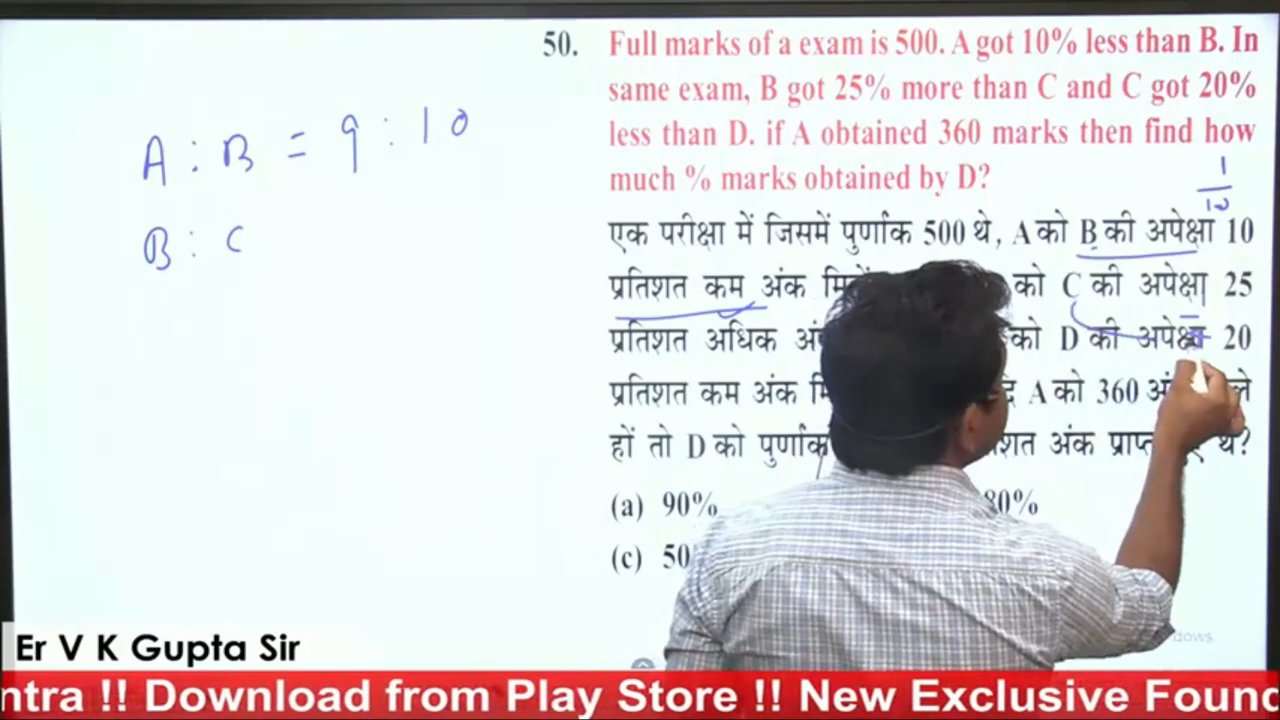 50. Full marks of a exam is 500. A got 10% less than B. In
same exam, B got 25% more than C and C got 20%
less than D. if A obtained 360 marks then find how
much % marks obtained by D?
A : B = 9 : 10
B : C
1
10
एक परीक्षा में जिसमें पुर्णांक 500 थे, A को B की अपेक्षा 10
प्रतिशत कम अंक को C की अपेक्षा 25
प्रतिशत अधिक को D की अपेक्षा 20
प्रतिशत कम अंक A को 360
हों तो D को पुर्णांक अंक
(a) 90% 80%
(c) 50
Er V K Gupta Sir
!! Download from Play Store !! New Exclusive